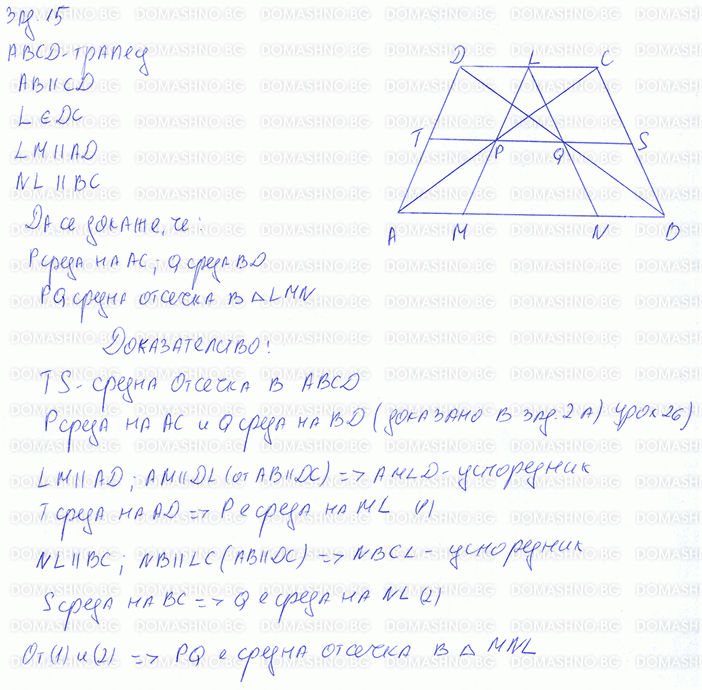 Зад. 15
ABCD-трапец
AB||CD
L∈DC
LM||AD
NL||BC
Да се докаже, че:
P среда на AC; Q среда BD
PQ средна отсечка в △LMN
Доказателство:
TS- средна отсечка в ABCD
P среда на AC и Q среда на BD (доказано в зад. 2 а) урок 26)
LM||AD; AM||DL (от AB||DC) => AMLD- успоредник
T среда на AD => P е среда на ML (1)
NL||BC; NB||LC (AB||DC) => NBCL- успоредник
S среда на BC => Q е среда на NL (2)
От (1) и (2) => PQ е средна отсечка в △ MNL
D L C
T P Q S
A M N B
DOMASHNO.BG